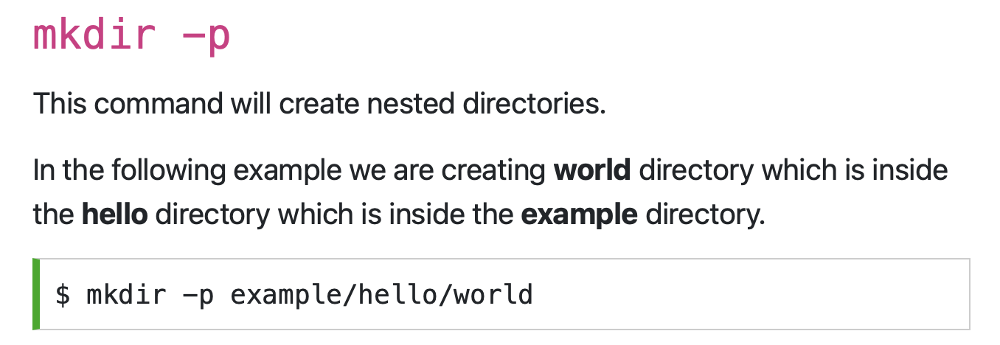 mkdir -p
This command will create nested directories.
In the following example we are creating world directory which is inside
the hello directory which is inside the example directory.
$ mkdir -p example/hello/world